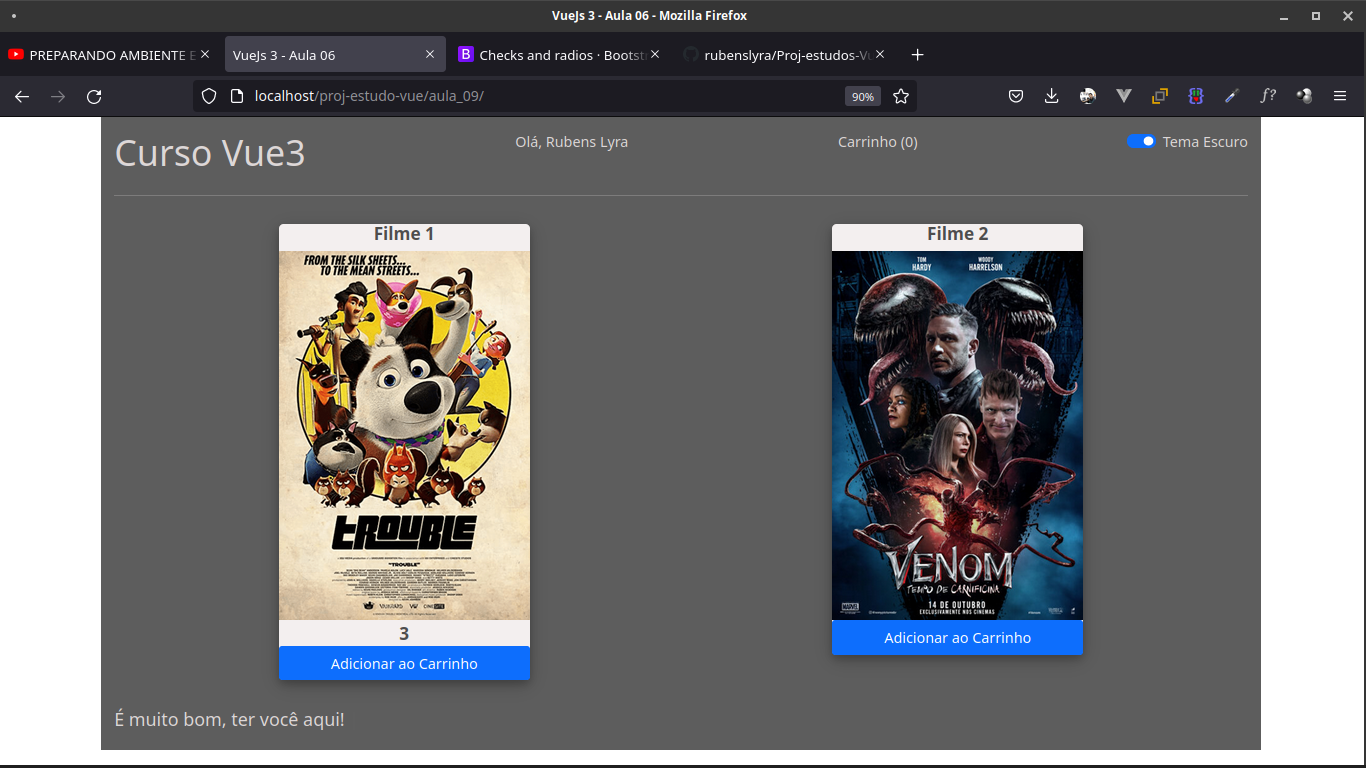 VueJs 3 - Aula 06 - Mozilla Firefox
PREPARANDO AMBIENTE E
VueJs 3 - Aula 06
Checks and radios · Bootst
rubenslyra/Proj-estudos-Vu
localhost/proj-estudo-vue/aula_09/
90%
Curso Vue3
Olá, Rubens Lyra
Carrinho (0)
Tema Escuro
Filme 1
FROM THE SILK SHEETS...
TO THE MEAN STREETS...
TROUBLE
"TROUBLE"
3
Adicionar ao Carrinho
Filme 2
TOM HARDY
WOODY HARRELSON
VENOM
TEMPO DE CARNIFICINA
MARVEL
14 DE OUTUBRO
EXCLUSIVAMENTE NOS CINEMAS
Adicionar ao Carrinho
É muito bom, ter você aqui!